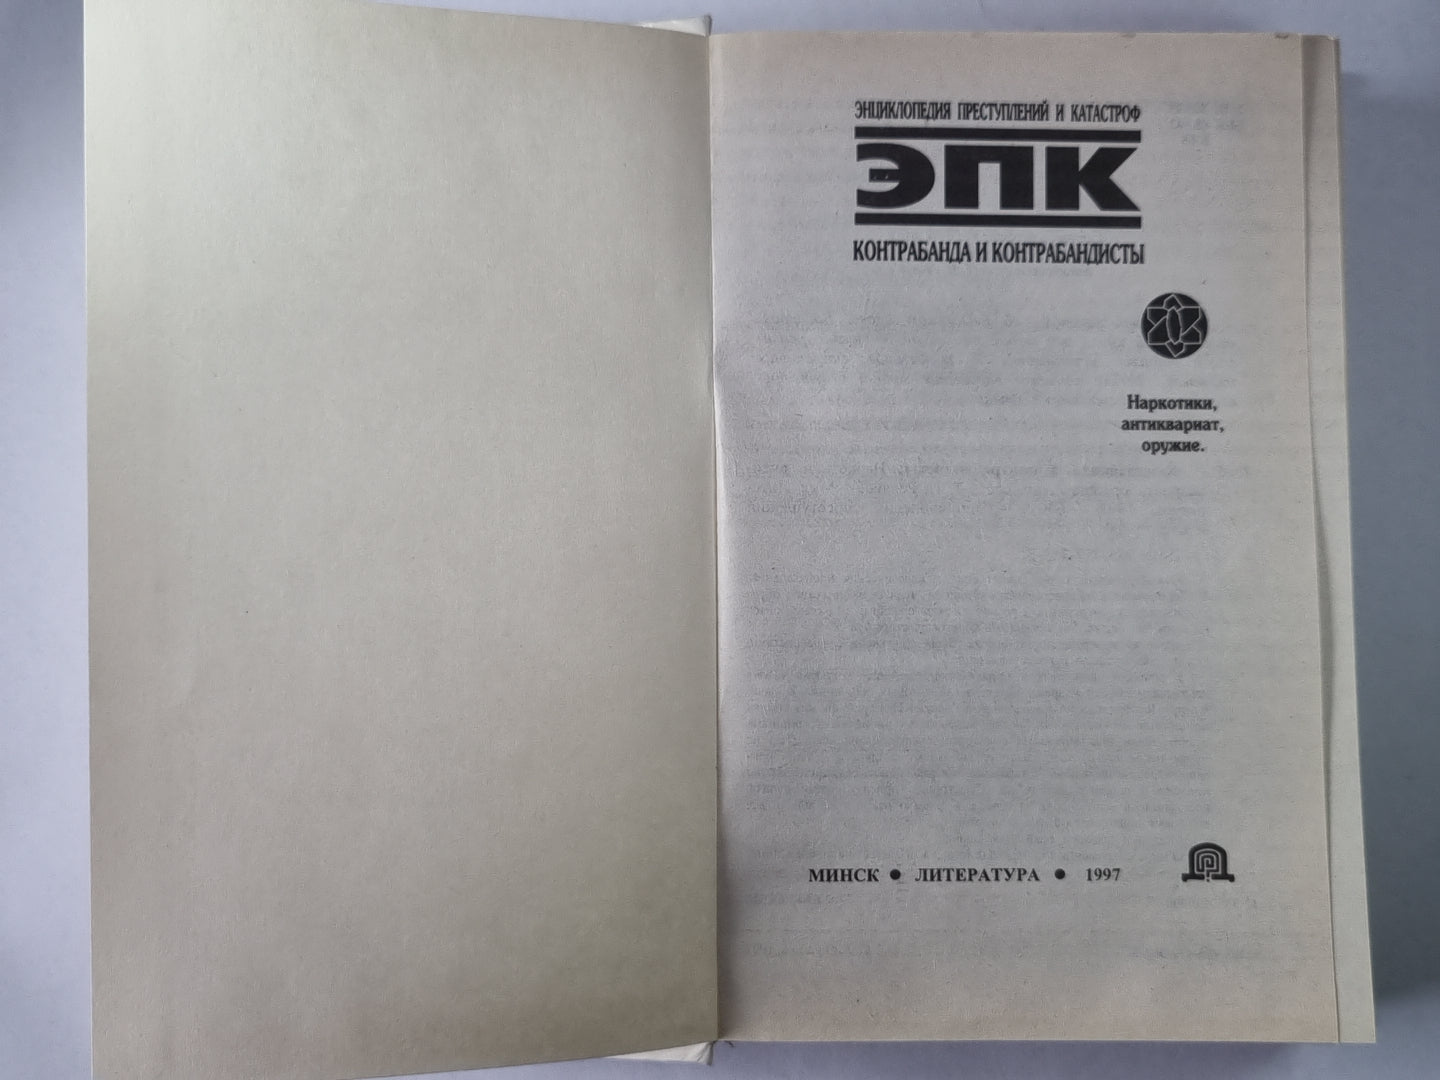 ЭНЦИКЛОПЕДИЯ ПРЕСТУПЛЕНИЙ И КАТАСТРОФ
ЭПК
КОНТРАБАНДА И КОНТРАБАНДИСТЫ
Наркотики,
антиквариат,
оружие.
МИНСК ● ЛИТЕРАТУРА ● 1997